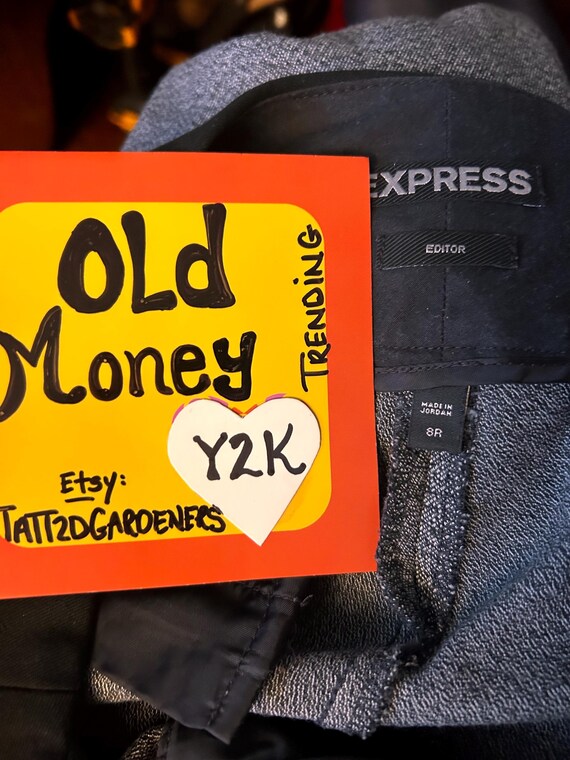 Old
Money
TRENDING
Y2K
Etsy:
TATT2DGARDENERS
EXPRESS
EDITOR
MADE IN
JORDAN
8R